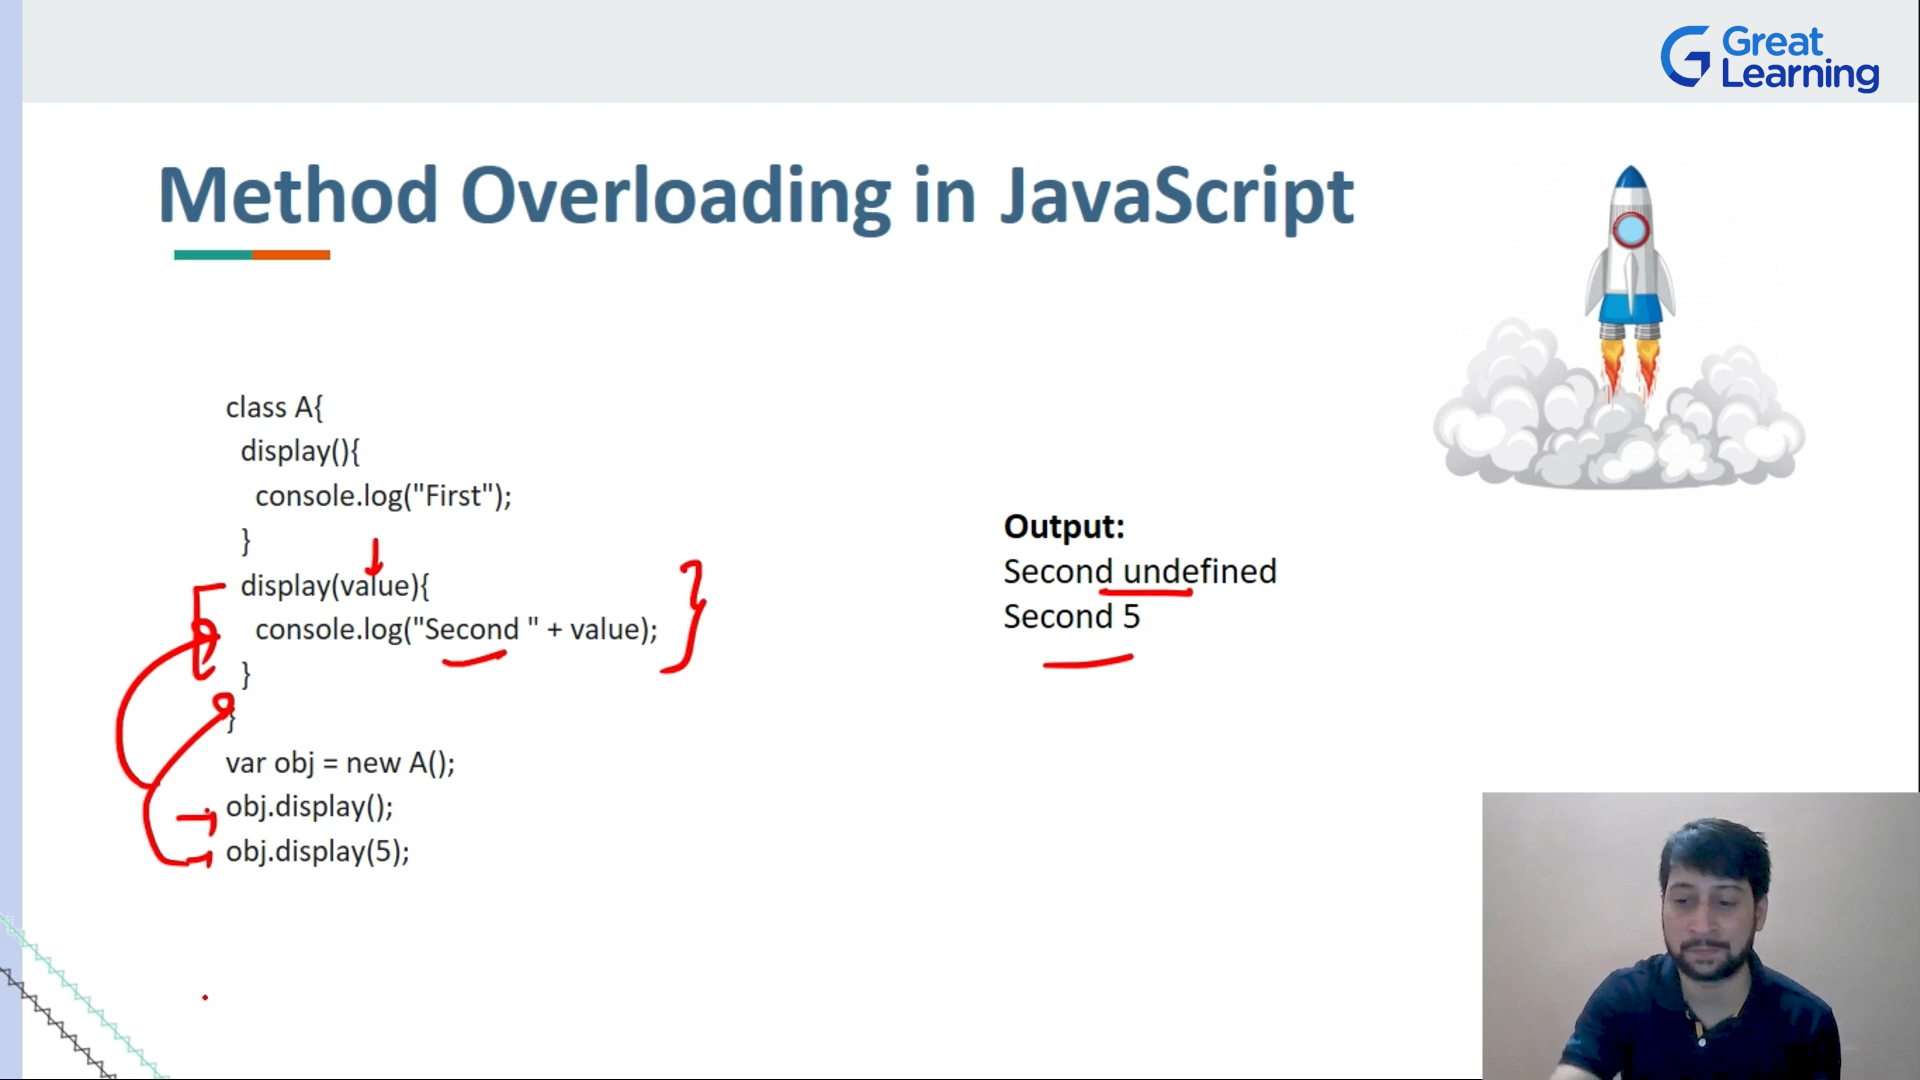 Great
Learning
Method Overloading in JavaScript
class A{
display(){
console.log("First");
}
display(value){
console.log("Second " + value);
}
}
var obj = new A();
obj.display();
obj.display(5);
Output:
Second undefined
Second 5